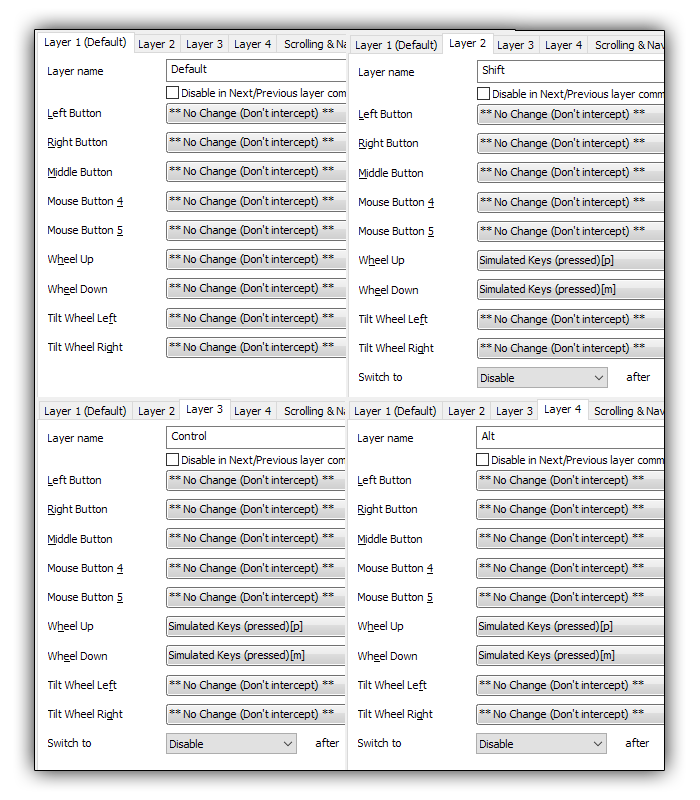 Layer 1 (Default) Layer 2 Layer 3 Layer 4 Scrolling & Na
Layer name Default
Disable in Next/Previous layer com
Left Button ** No Change (Don't intercept) **
Right Button ** No Change (Don't intercept) **
Middle Button ** No Change (Don't intercept) **
Mouse Button 4 ** No Change (Don't intercept) **
Mouse Button 5 ** No Change (Don't intercept) **
Wheel Up ** No Change (Don't intercept) **
Wheel Down ** No Change (Don't intercept) **
Tilt Wheel Left ** No Change (Don't intercept) **
Tilt Wheel Right ** No Change (Don't intercept) **
Layer 1 (Default) Layer 2 Layer 3 Layer 4 Scrolling & Nav
Layer name Shift
Disable in Next/Previous layer comm
Left Button ** No Change (Don't intercept) **
Right Button ** No Change (Don't intercept) **
Middle Button ** No Change (Don't intercept) **
Mouse Button 4 ** No Change (Don't intercept) **
Mouse Button 5 ** No Change (Don't intercept) **
Wheel Up Simulated Keys (pressed)[p]
Wheel Down Simulated Keys (pressed)[m]
Tilt Wheel Left ** No Change (Don't intercept) **
Tilt Wheel Right ** No Change (Don't intercept) **
Switch to Disable after
Layer 1 (Default) Layer 2 Layer 3 Layer 4 Scrolling & Na
Layer name Control
Disable in Next/Previous layer com
Left Button ** No Change (Don't intercept) **
Right Button ** No Change (Don't intercept) **
Middle Button ** No Change (Don't intercept) **
Mouse Button 4 ** No Change (Don't intercept) **
Mouse Button 5 ** No Change (Don't intercept) **
Wheel Up Simulated Keys (pressed)[p]
Wheel Down Simulated Keys (pressed)[m]
Tilt Wheel Left ** No Change (Don't intercept) **
Tilt Wheel Right ** No Change (Don't intercept) **
Switch to Disable after
Layer 1 (Default) Layer 2 Layer 3 Layer 4 Scrolling & Nav
Layer name Alt
Disable in Next/Previous layer comm
Left Button ** No Change (Don't intercept) **
Right Button ** No Change (Don't intercept) **
Middle Button ** No Change (Don't intercept) **
Mouse Button 4 ** No Change (Don't intercept) **
Mouse Button 5 ** No Change (Don't intercept) **
Wheel Up Simulated Keys (pressed)[p]
Wheel Down Simulated Keys (pressed)[m]
Tilt Wheel Left ** No Change (Don't intercept) **
Tilt Wheel Right ** No Change (Don't intercept) **
Switch to Disable after